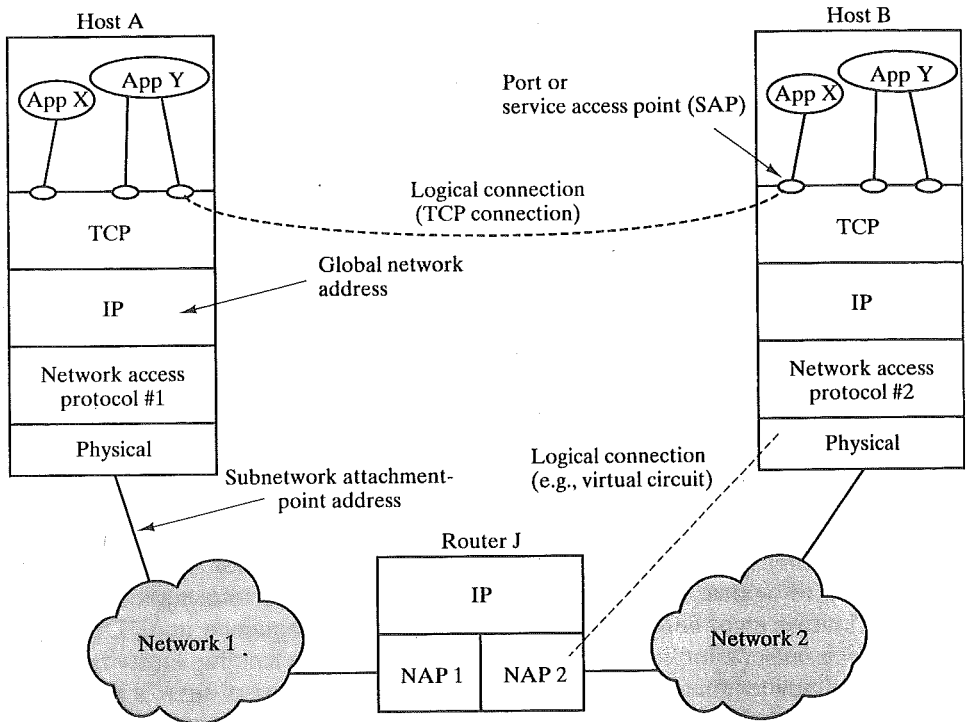 Host A
Host B
App X
App Y
Port or
service access point (SAP)
App X
App Y
Logical connection
(TCP connection)
TCP
TCP
Global network
address
IP
IP
Network access
protocol #1
Network access
protocol #2
Physical
Physical
Logical connection
(e.g., virtual circuit)
Subnetwork attachment-
point address
Router J
IP
Network 1
Network 2
NAP 1
NAP 2